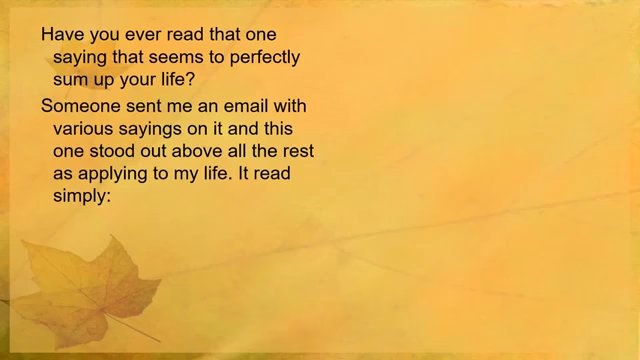 Have you ever read that one
saying that seems to perfectly
sum up your life?
Someone sent me an email with
various sayings on it and this
one stood out above all the rest
as applying to my life. It read
simply: